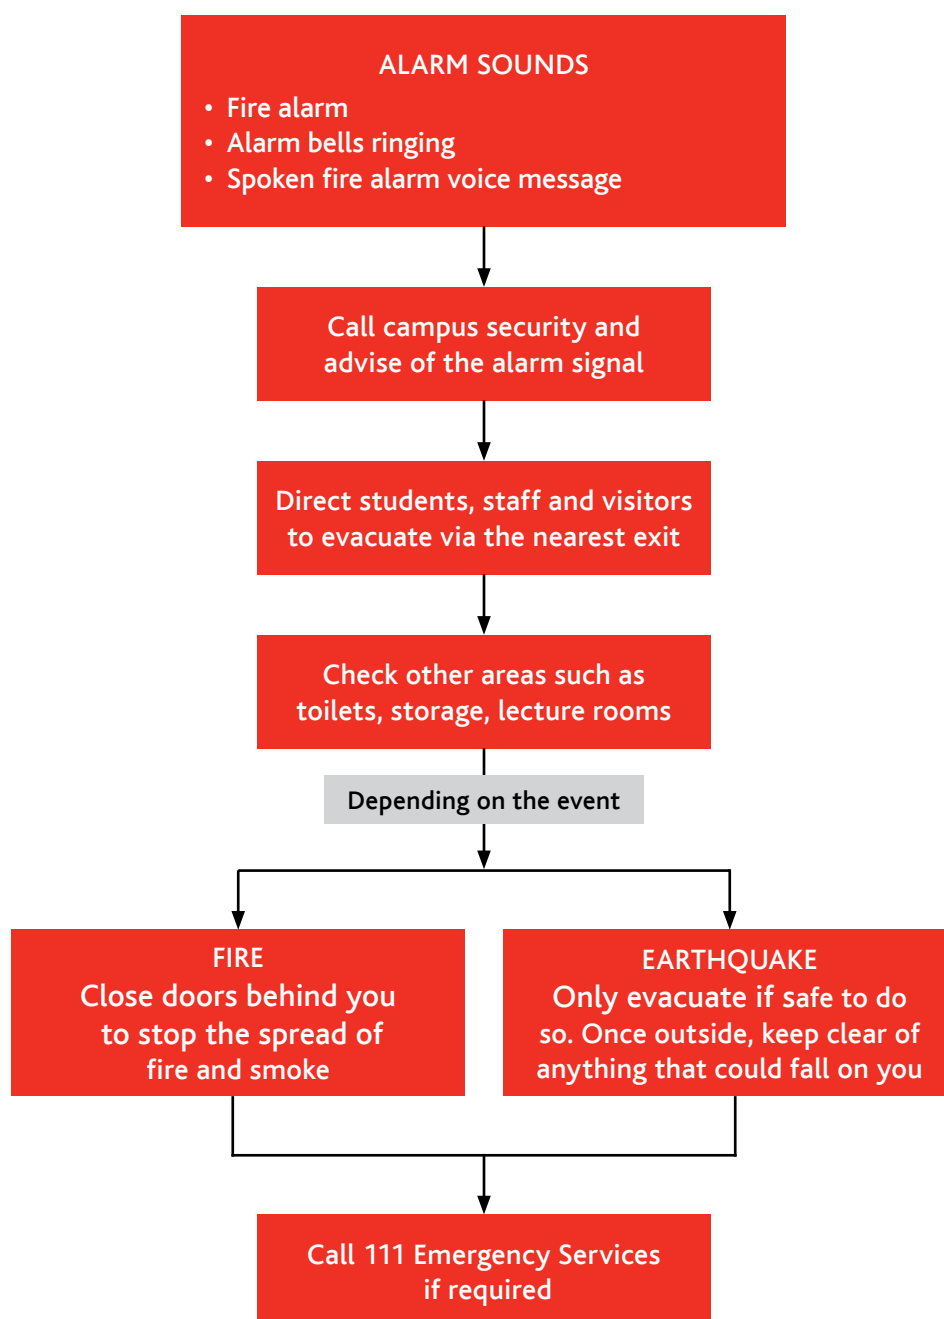 ALARM SOUNDS
• Fire alarm
• Alarm bells ringing
• Spoken fire alarm voice message
Call campus security and
advise of the alarm signal
Direct students, staff and visitors
to evacuate via the nearest exit
Check other areas such as
toilets, storage, lecture rooms
Depending on the event
FIRE
Close doors behind you
to stop the spread of
fire and smoke
EARTHQUAKE
Only evacuate if safe to do
so. Once outside, keep clear of
anything that could fall on you
Call 111 Emergency Services
if required